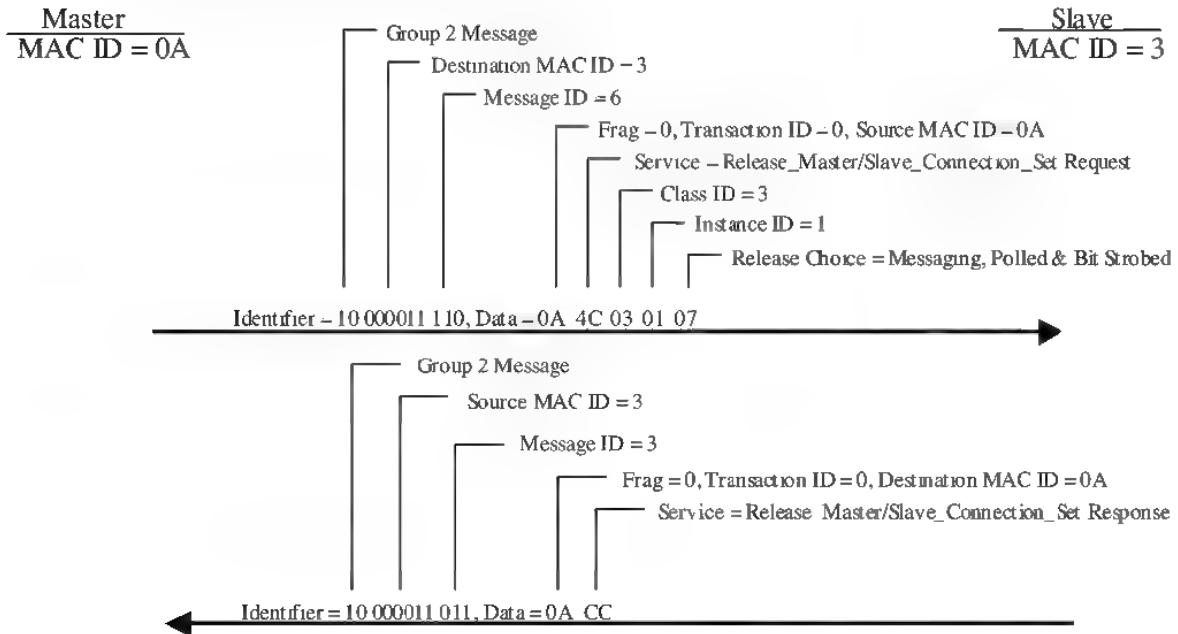 Master
MAC ID = 0A
Slave
MAC ID = 3
Group 2 Message
Destination MAC ID – 3
Message ID = 6
Frag – 0, Transaction ID – 0, Source MAC ID – 0A
Service – Release_Master/Slave_Connection_Set Request
Class ID = 3
Instance ID = 1
Release Choice = Messaging, Polled & Bit Strobed
Identifier – 10 000011 110, Data – 0A 4C 03 01 07
Group 2 Message
Source MAC ID = 3
Message ID = 3
Frag = 0, Transaction ID = 0, Destination MAC ID = 0A
Service = Release Master/Slave_Connection_Set Response
Identifier = 10 000011 011, Data = 0A CC